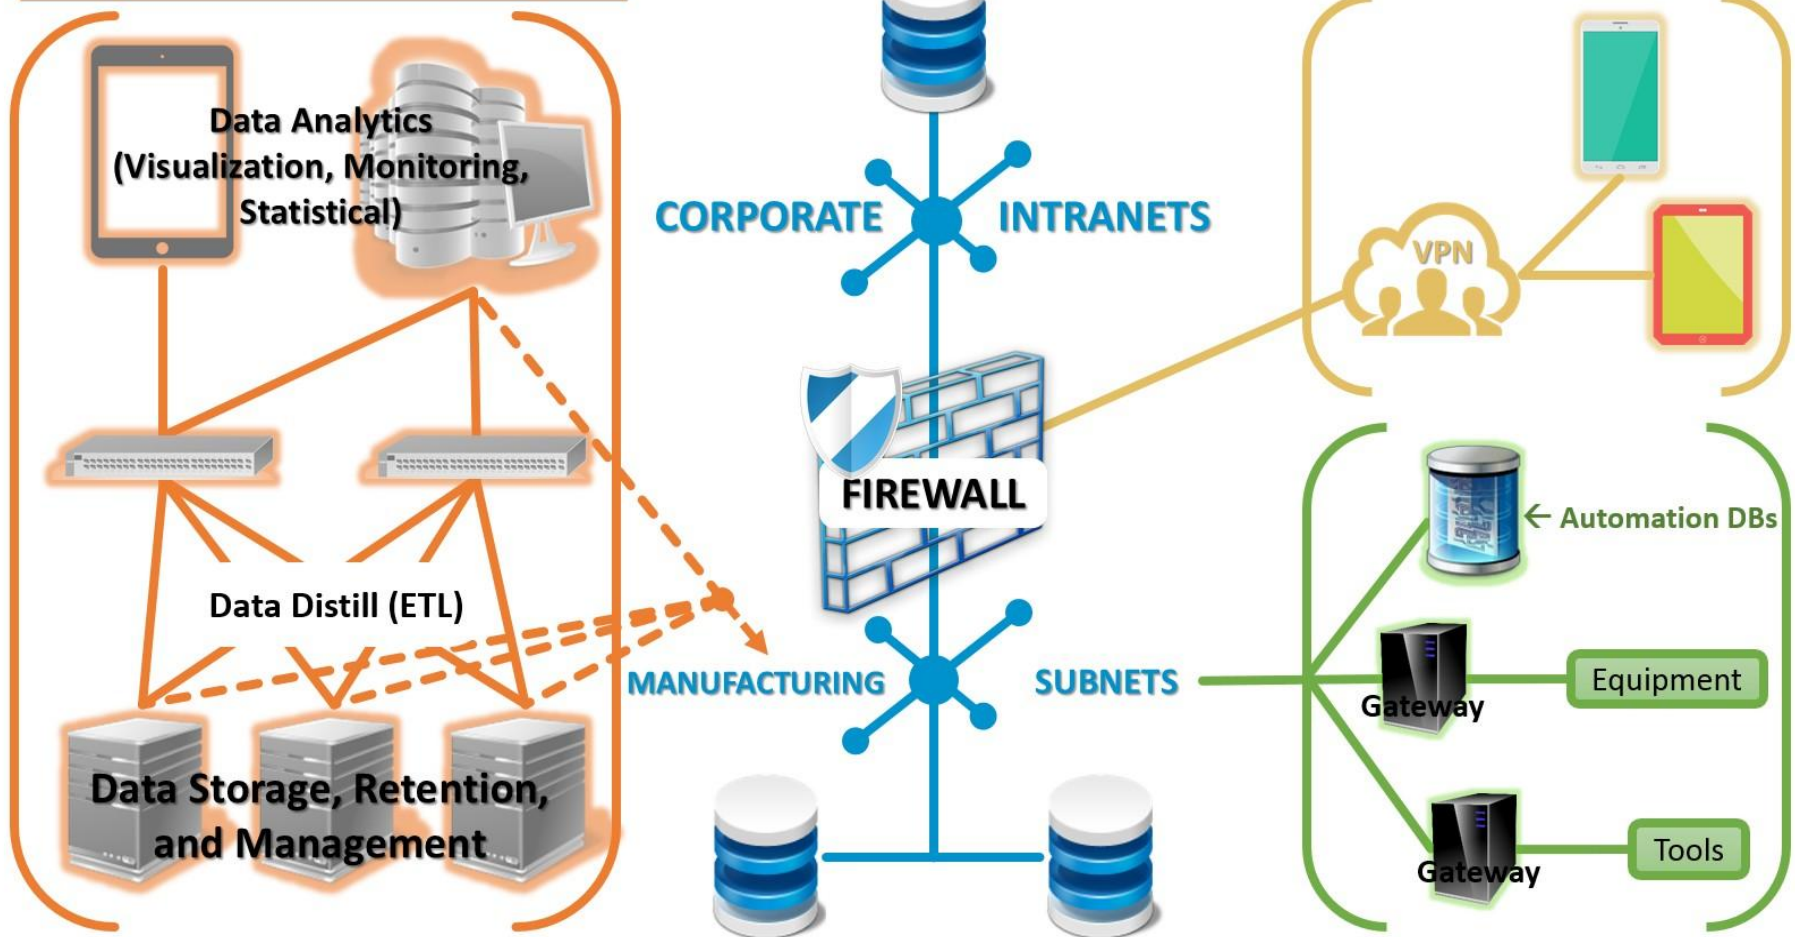 Data Analytics
(Visualization, Monitoring,
Statistical)
CORPORATE INTRANETS
VPN
FIREWALL
← Automation DBs
Data Distill (ETL)
MANUFACTURING SUBNETS
Equipment
Gateway
Data Storage, Retention,
and Management
Tools
Gateway